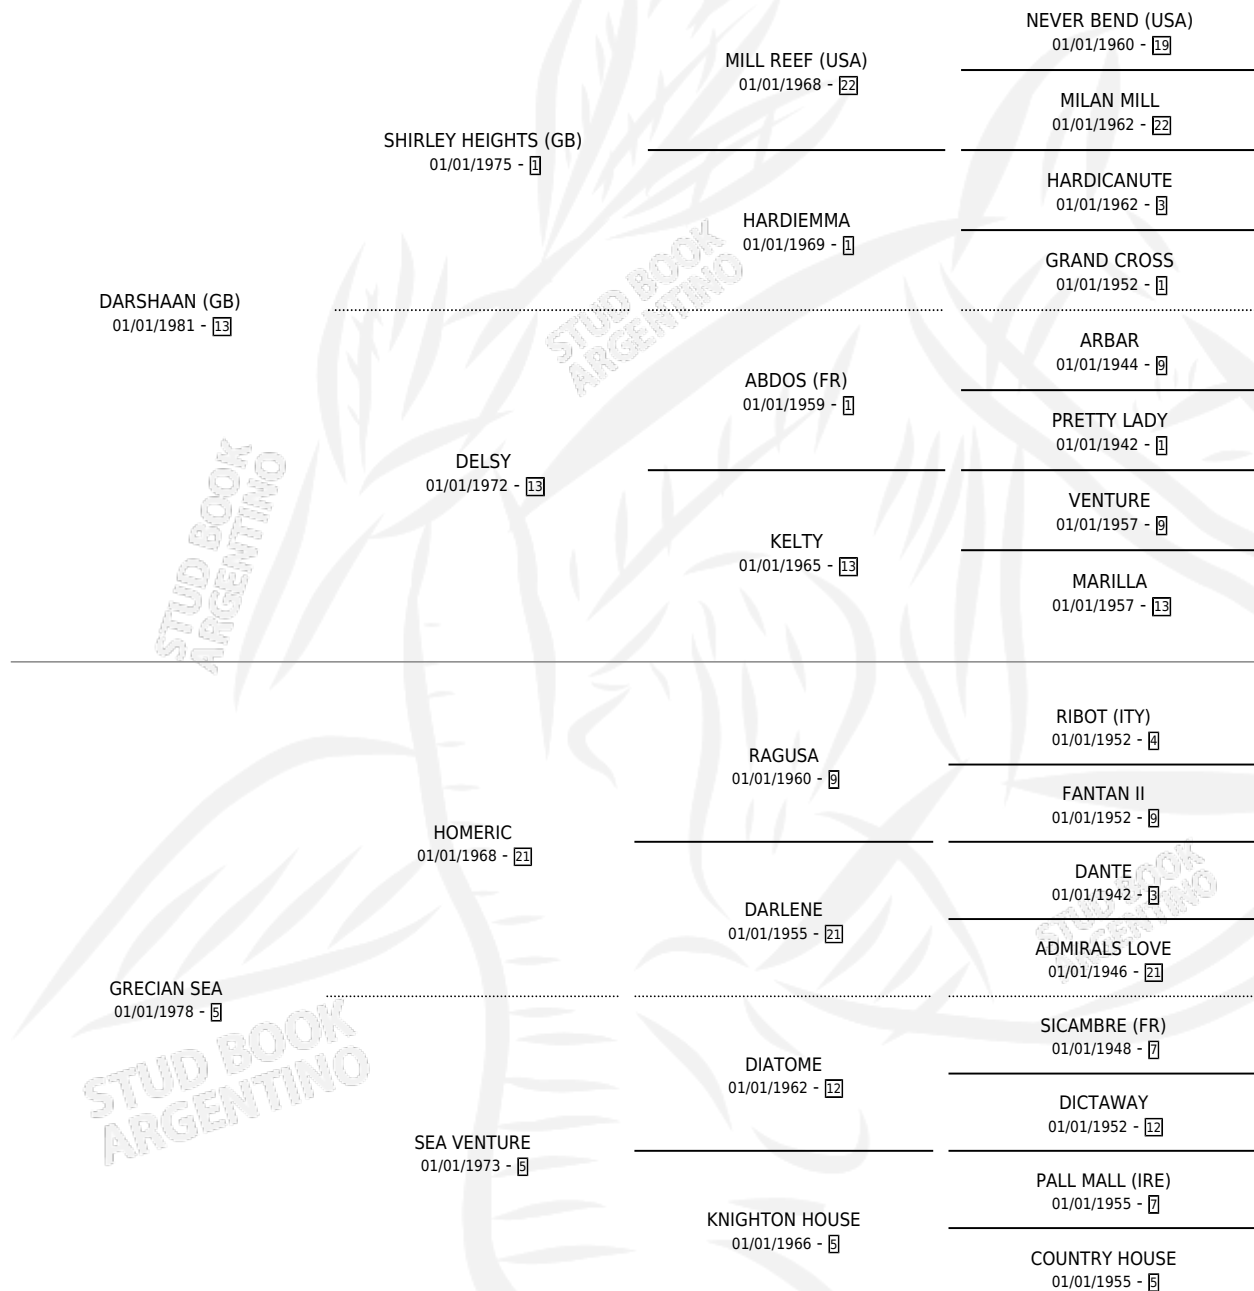 NEVER BEND (USA)
01/01/1960 - 19
MILL REEF (USA)
01/01/1968 - 22
MILAN MILL
01/01/1962 - 22
SHIRLEY HEIGHTS (GB)
01/01/1975 - 1
HARDICANUTE
01/01/1962 - 3
HARDIEMMA
01/01/1969 - 1
GRAND CROSS
01/01/1952 - 1
DARSHAAN (GB)
01/01/1981 - 13
STUD BOOK
ARGENTINO
ARBAR
01/01/1944 - 9
ABDOS (FR)
01/01/1959 - 1
PRETTY LADY
01/01/1942 - 1
DELSY
01/01/1972 - 13
VENTURE
01/01/1957 - 9
KELTY
01/01/1965 - 13
MARILLA
01/01/1957 - 13
STUD BOOK
ARGENTINO
RIBOT (ITY)
01/01/1952 - 4
RAGUSA
01/01/1960 - 9
FANTAN II
01/01/1952 - 9
HOMERIC
01/01/1968 - 21
DANTE
01/01/1942 - 3
DARLENE
01/01/1955 - 21
ADMIRALS LOVE
01/01/1946 - 21
STUD BOOK
ARGENTINO
GRECIAN SEA
01/01/1978 - 5
SICAMBRE (FR)
01/01/1948 - 7
DIATOME
01/01/1962 - 12
DICTAWAY
01/01/1952 - 12
STUD BOOK
ARGENTINO
SEA VENTURE
01/01/1973 - 5
PALL MALL (IRE)
01/01/1955 - 7
KNIGHTON HOUSE
01/01/1966 - 5
COUNTRY HOUSE
01/01/1955 - 5